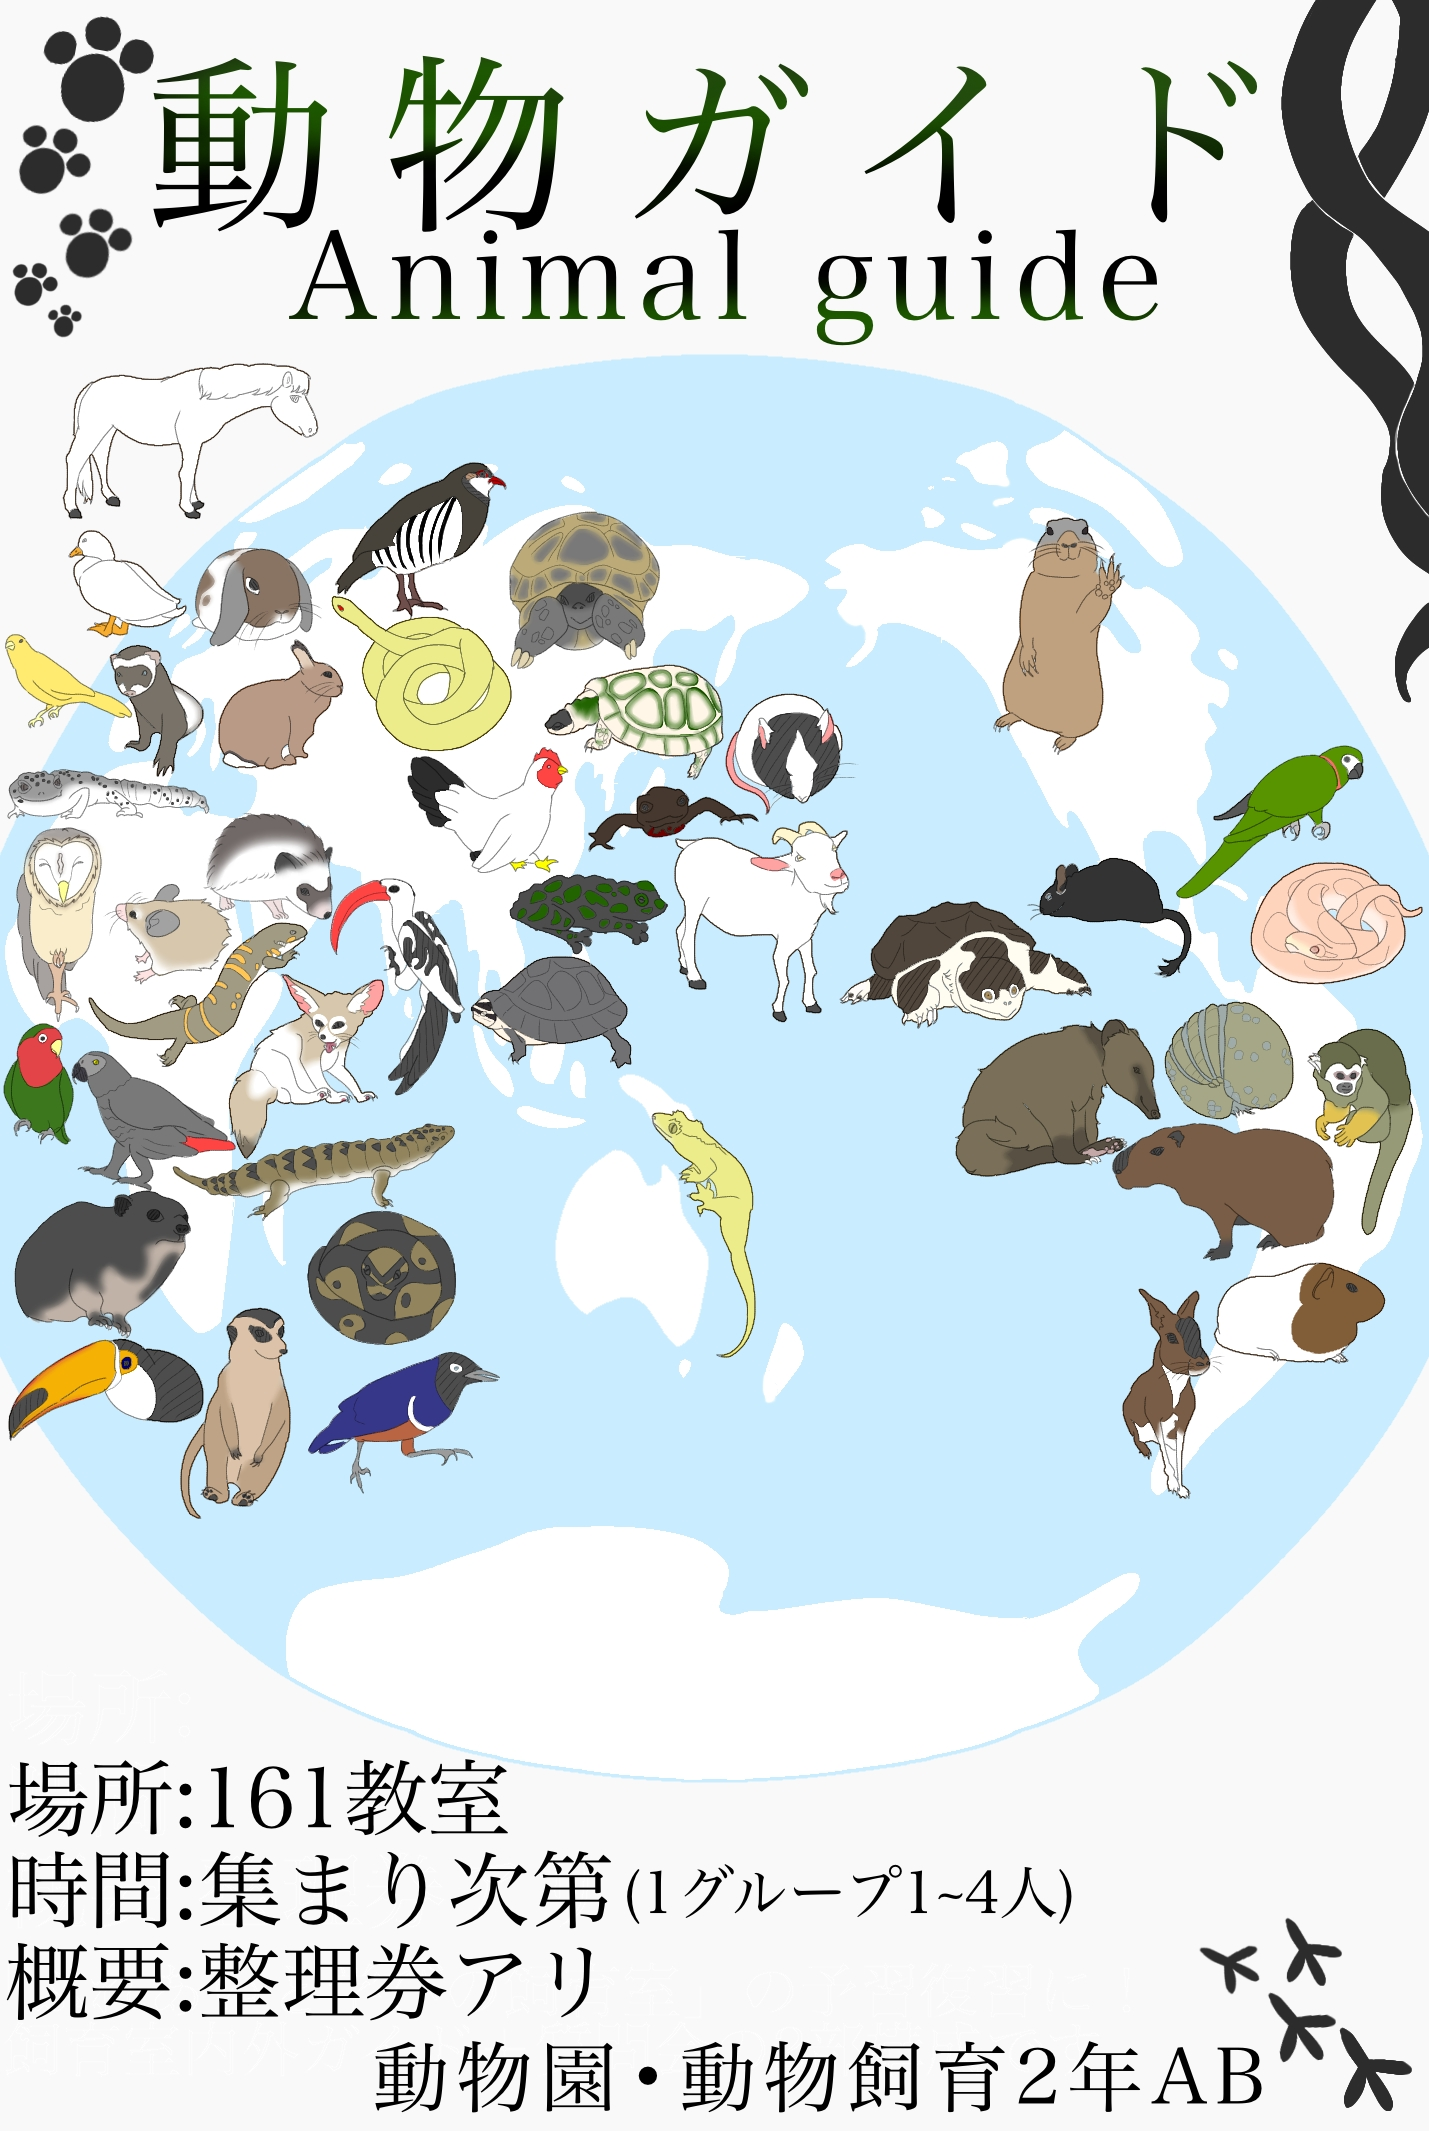 動物ガイド
Animal guide
場所:
場所:161教室
時間:集まり次第(1グループ1~4人)
概要:整理券アリ
動物園・動物飼育2年AB